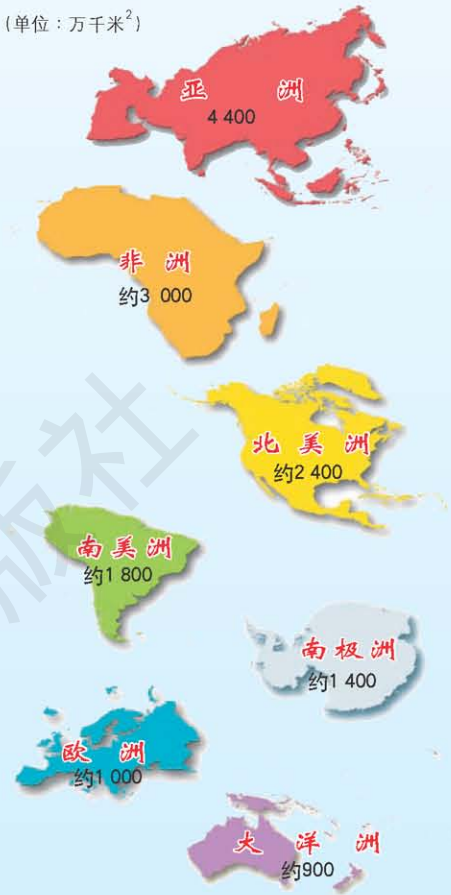 (单位：万千米²)
亚 洲
4 400
非 洲
约3 000
北 美 洲
约2 400
南 美 洲
约1 800
南 极 洲
约1 400
欧 洲
约1 000
大 洋 洲
约900
版社